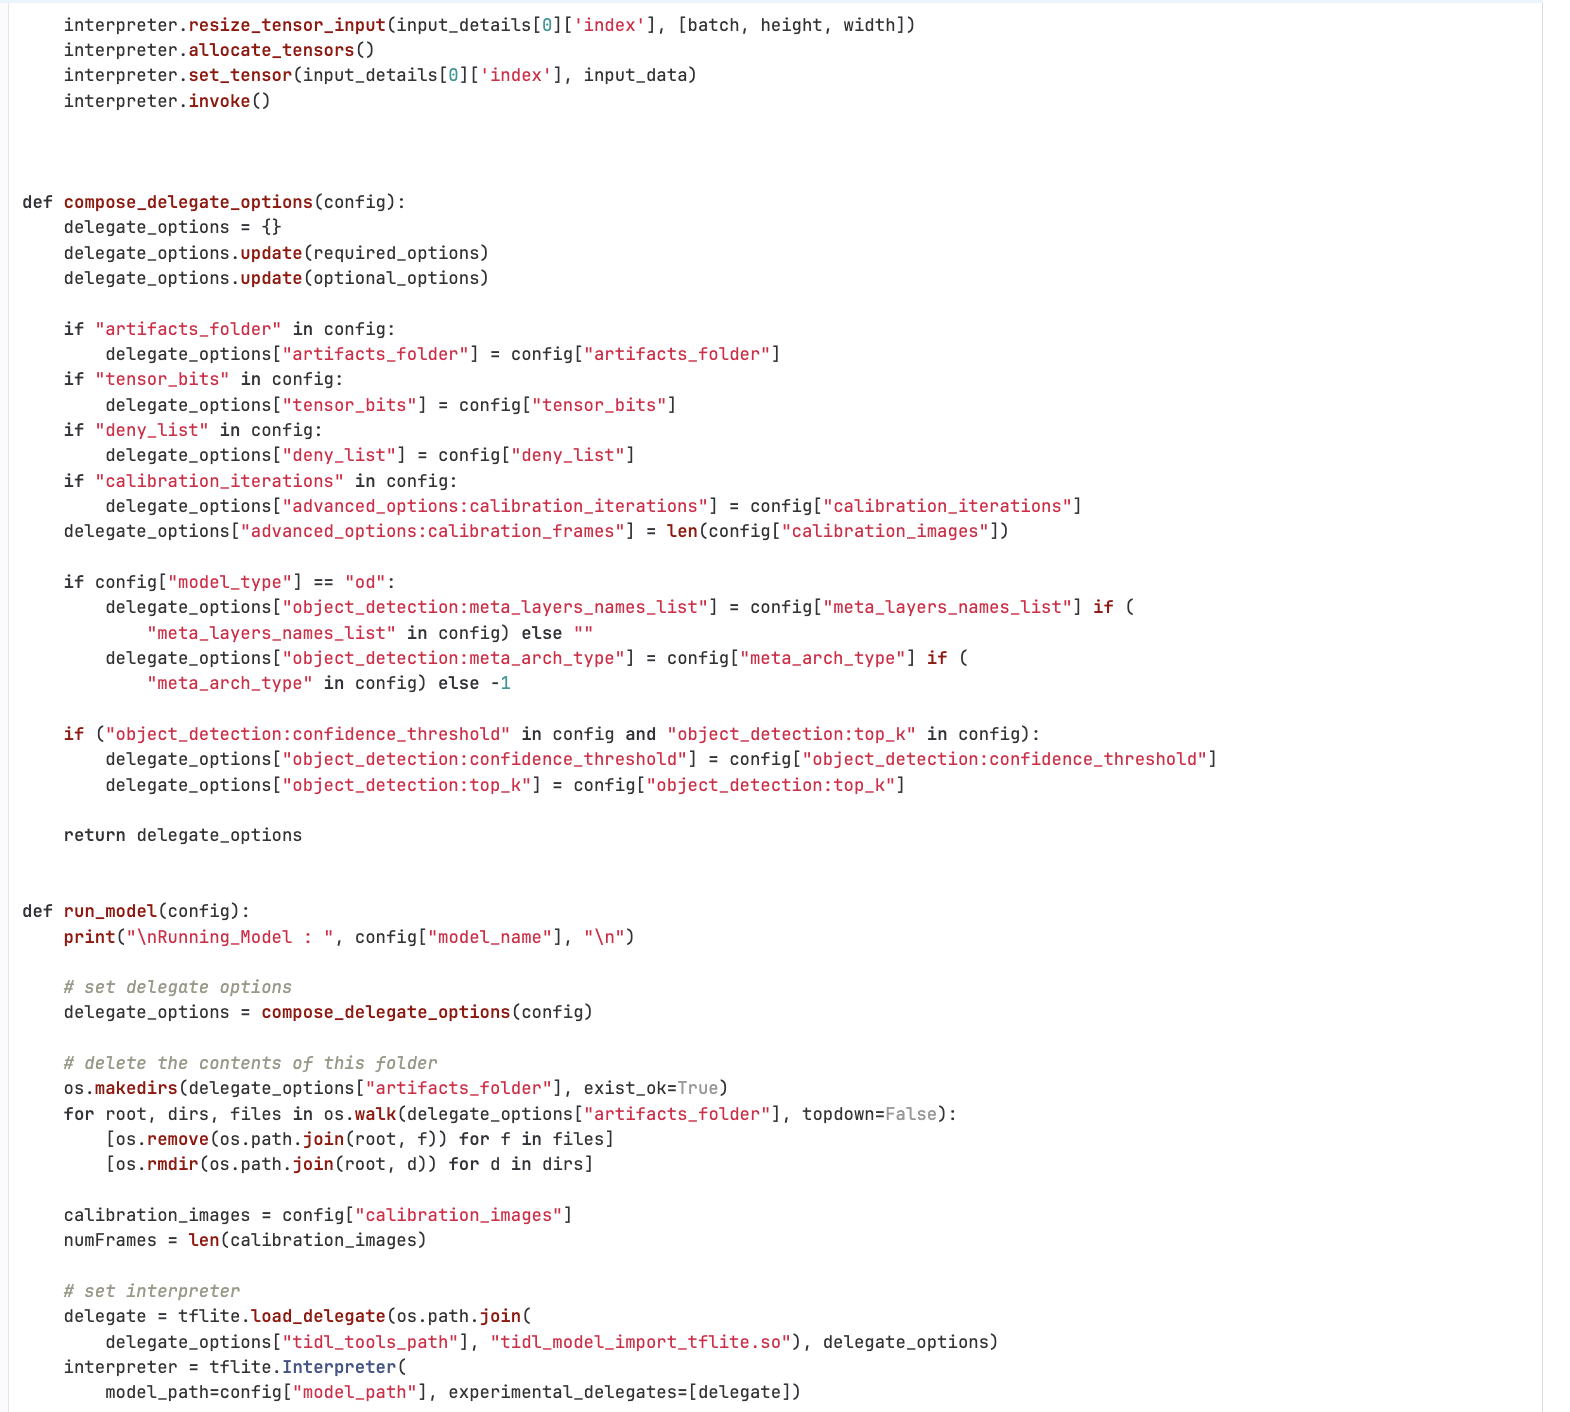 interpreter.resize_tensor_input(input_details[0]['index'], [batch, height, width])
    interpreter.allocate_tensors()
    interpreter.set_tensor(input_details[0]['index'], input_data)
    interpreter.invoke()

def compose_delegate_options(config):
    delegate_options = {}
    delegate_options.update(required_options)
    delegate_options.update(optional_options)

    if "artifacts_folder" in config:
        delegate_options["artifacts_folder"] = config["artifacts_folder"]
    if "tensor_bits" in config:
        delegate_options["tensor_bits"] = config["tensor_bits"]
    if "deny_list" in config:
        delegate_options["deny_list"] = config["deny_list"]
    if "calibration_iterations" in config:
        delegate_options["advanced_options:calibration_iterations"] = config["calibration_iterations"]
    delegate_options["advanced_options:calibration_frames"] = len(config["calibration_images"])

    if config["model_type"] == "od":
        delegate_options["object_detection:meta_layers_names_list"] = config["meta_layers_names_list"] if (
            "meta_layers_names_list" in config) else ""
        delegate_options["object_detection:meta_arch_type"] = config["meta_arch_type"] if (
            "meta_arch_type" in config) else -1

    if ("object_detection:confidence_threshold" in config and "object_detection:top_k" in config):
        delegate_options["object_detection:confidence_threshold"] = config["object_detection:confidence_threshold"]
        delegate_options["object_detection:top_k"] = config["object_detection:top_k"]

    return delegate_options

def run_model(config):
    print("\nRunning_Model : ", config["model_name"], "\n")

    # set delegate options
    delegate_options = compose_delegate_options(config)

    # delete the contents of this folder
    os.makedirs(delegate_options["artifacts_folder"], exist_ok=True)
    for root, dirs, files in os.walk(delegate_options["artifacts_folder"], topdown=False):
        [os.remove(os.path.join(root, f)) for f in files]
        [os.rmdir(os.path.join(root, d)) for d in dirs]

    calibration_images = config["calibration_images"]
    numFrames = len(calibration_images)

    # set interpreter
    delegate = tflite.load_delegate(os.path.join(
        delegate_options["tidl_tools_path"], "tidl_model_import_tflite.so"), delegate_options)
    interpreter = tflite.Interpreter(
        model_path=config["model_path"], experimental_delegates=[delegate])